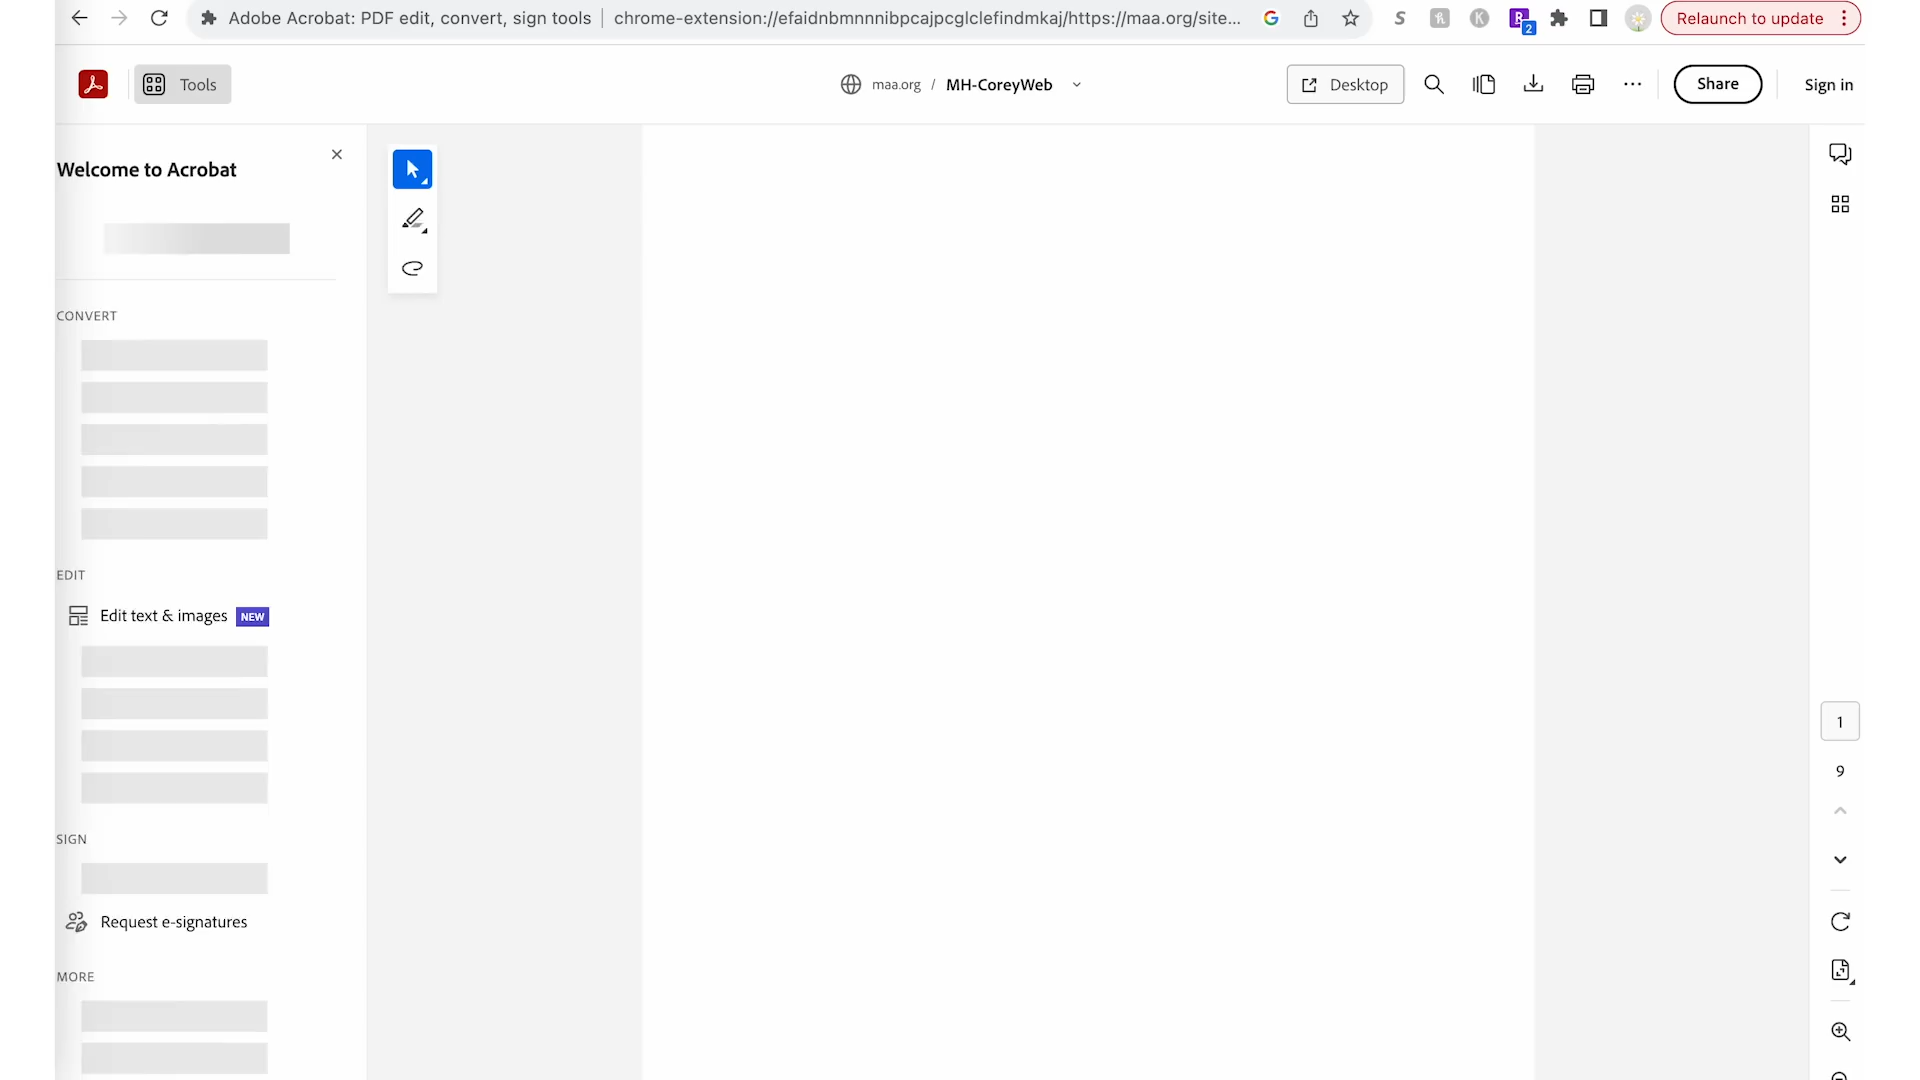 Adobe Acrobat: PDF edit, convert, sign tools | chrome-extension://efaidnbmnnnibpcajpcglclefindmkaj/https://maa.org/site...
Relaunch to update
2
Tools
maa.org / MH-CoreyWeb
Desktop
Share
Sign in
Welcome to Acrobat
CONVERT
EDIT
Edit text & images NEW
SIGN
Request e-signatures
MORE
1
9